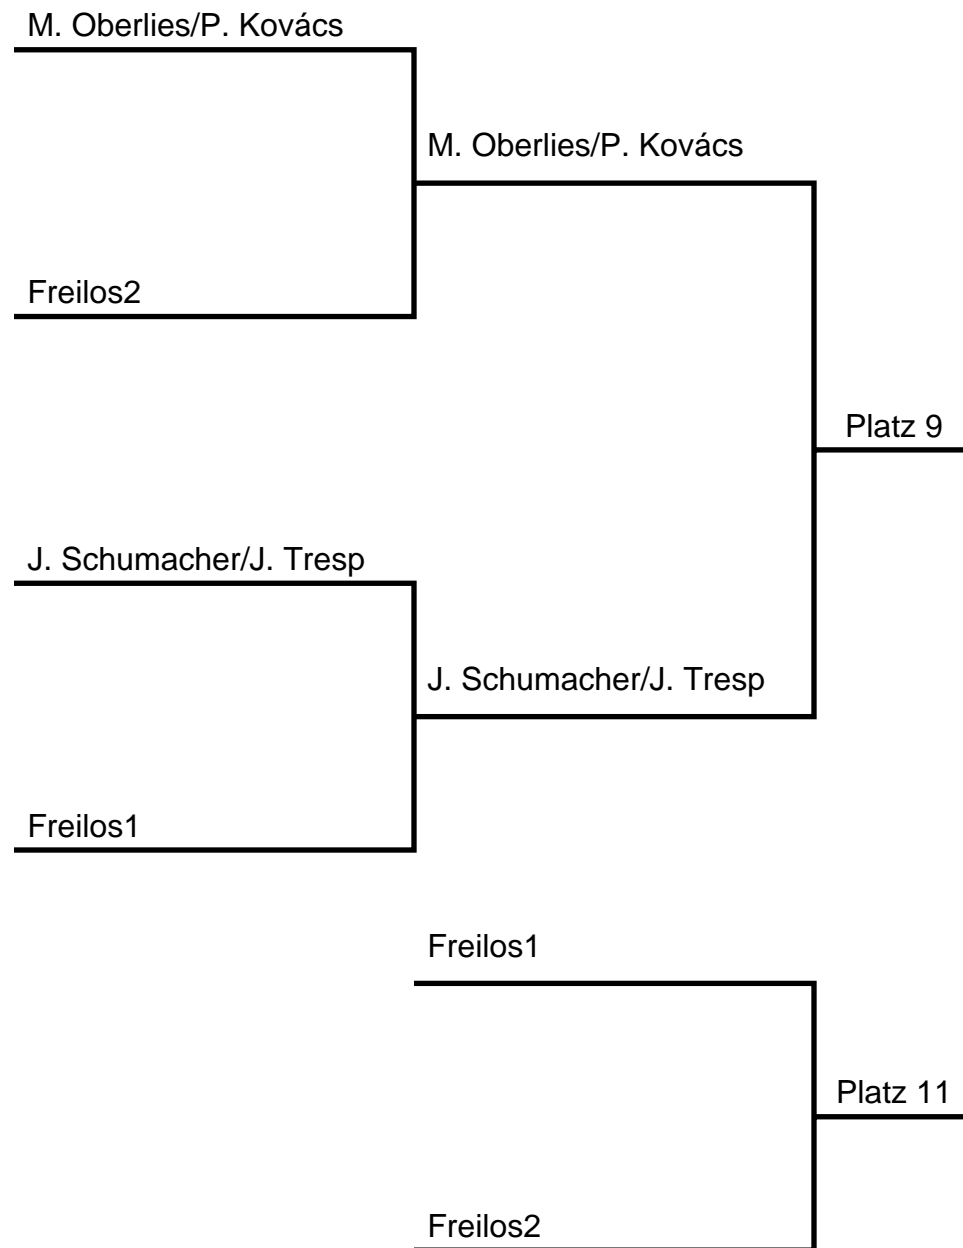 M. Oberlies/P. Kovács
M. Oberlies/P. Kovács
Freilos2
Platz 9
J. Schumacher/J. Tresp
J. Schumacher/J. Tresp
Freilos1
Freilos1
Platz 11
Freilos2